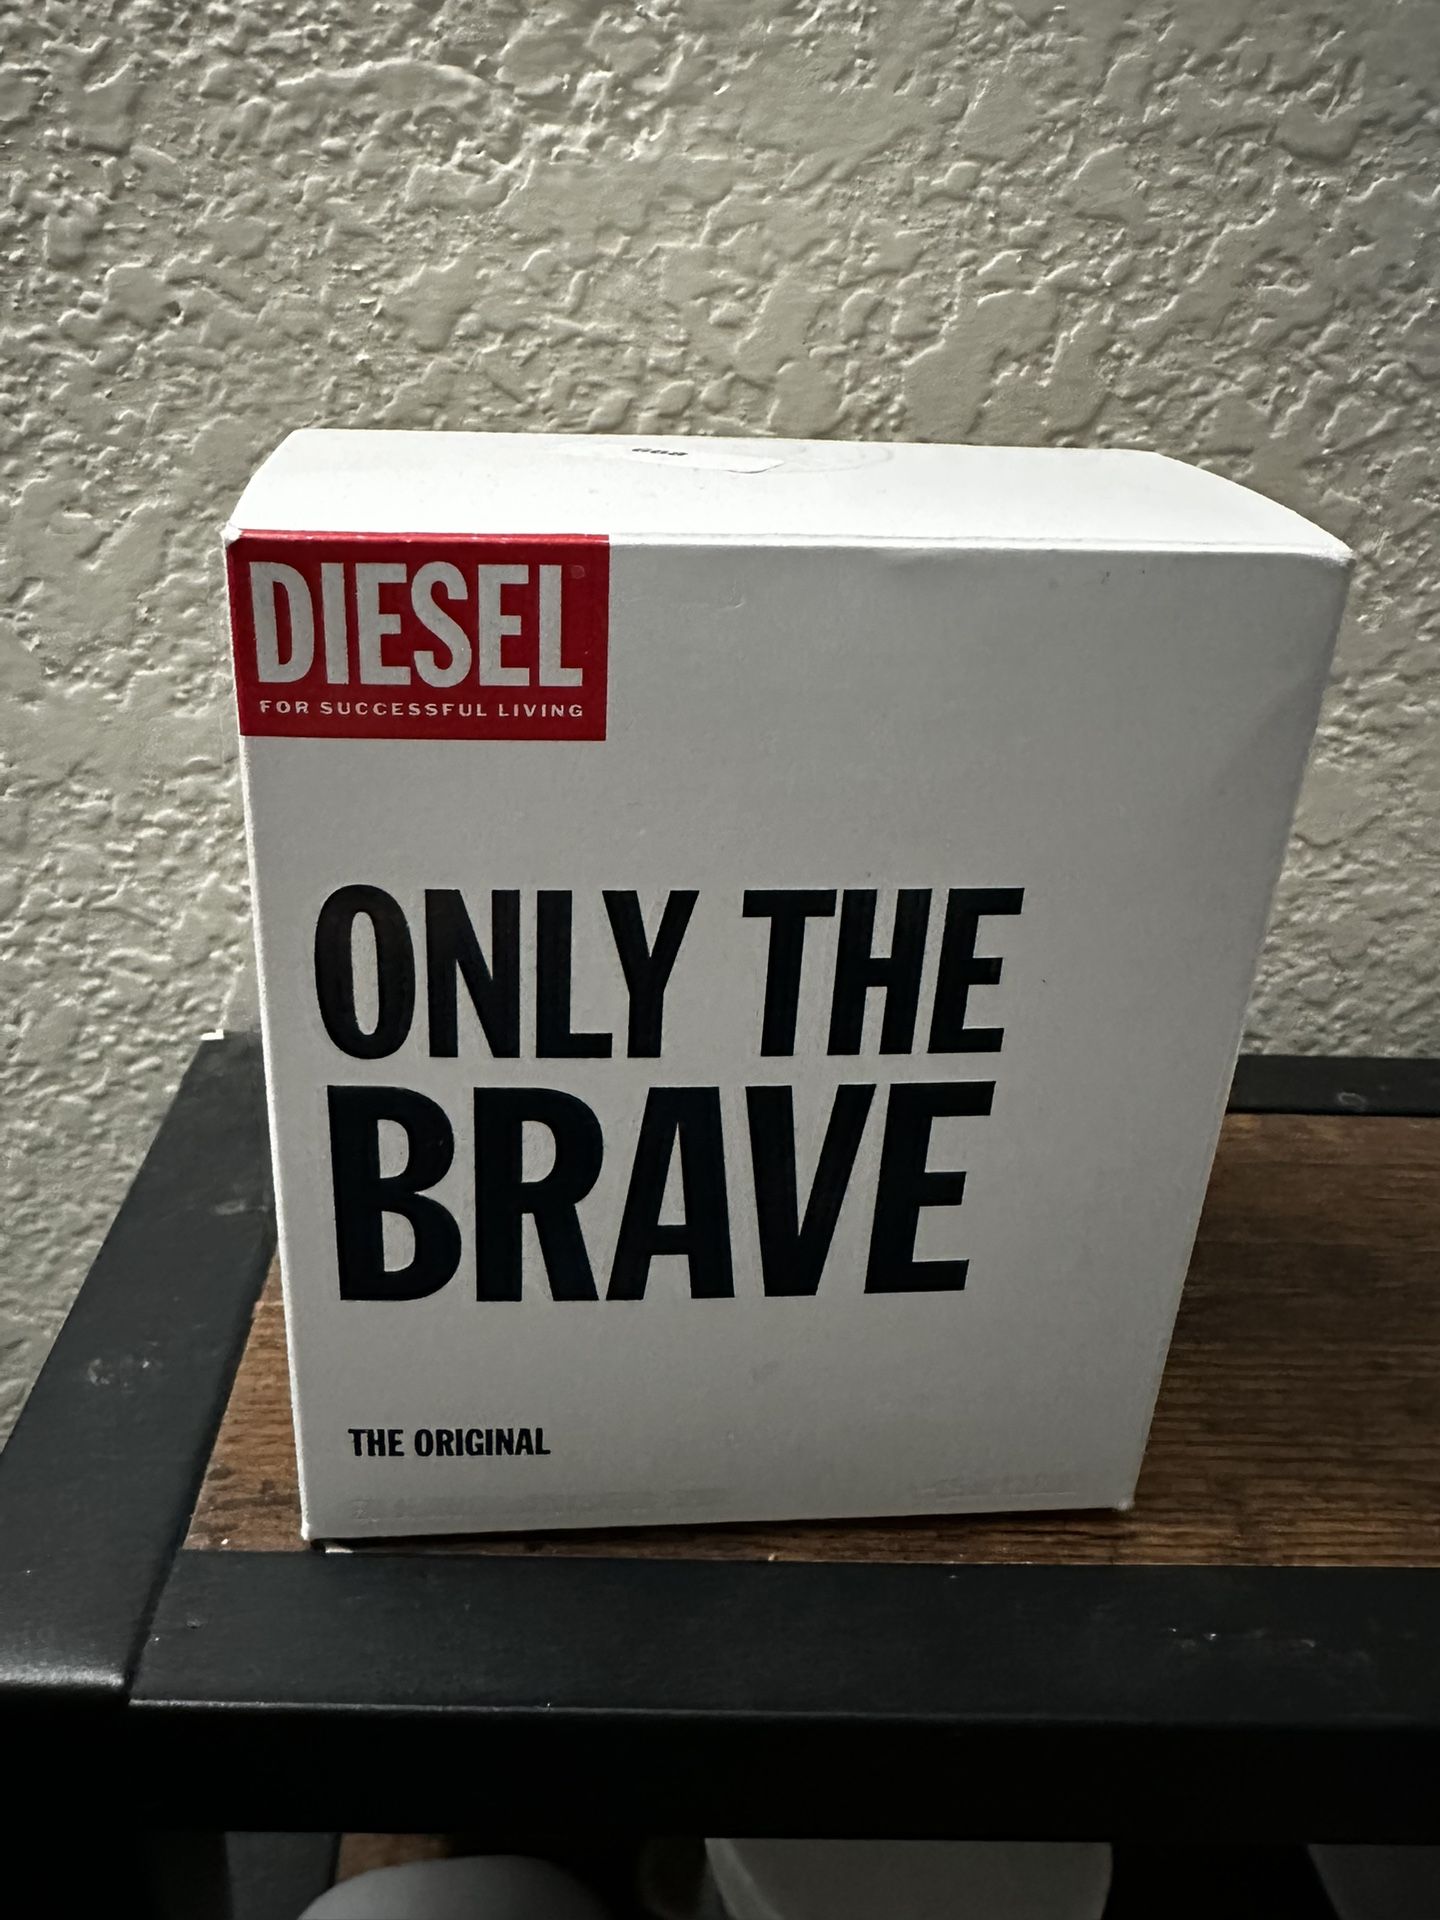 DIESEL
FOR SUCCESSFUL LIVING
ONLY THE
BRAVE
THE ORIGINAL